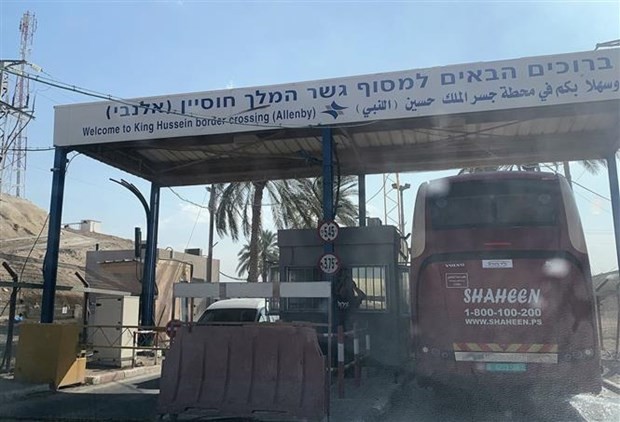 ברוכים הבאים למסוף גשר המלך חוסיין (אלנבי)
وسهلا بكم في محطة جسر الملك حسين (اللنبي)
Welcome to King Hussein border crossing (Allenby)
VOLVO
SHAHEEN
1-800-100-200
WWW.SHAHEEN.PS